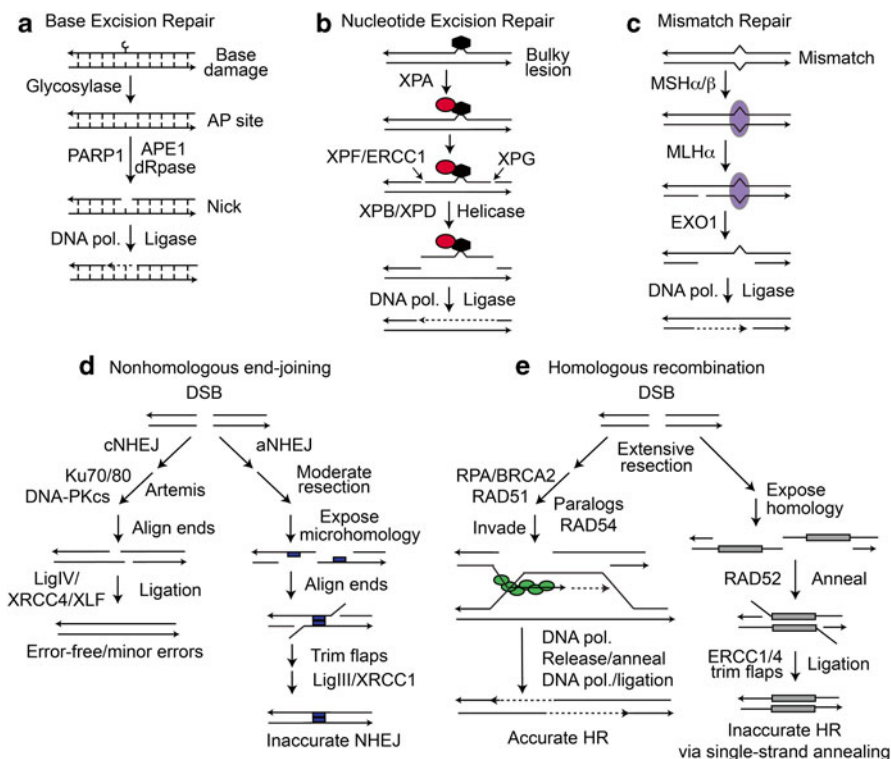 a Base Excision Repair
Base
damage
Glycosylase
AP site
PARP1
APE1
dRpase
Nick
DNA pol.
Ligase
b Nucleotide Excision Repair
Bulky
lesion
XPA
XPF/ERCC1
XPG
XPB/XPD
Helicase
DNA pol.
Ligase
c Mismatch Repair
Mismatch
MSHα/β
MLHα
EXO1
DNA pol.
Ligase
d Nonhomologous end-joining
DSB
cNHEJ
aNHEJ
Ku70/80
DNA-PKcs
Artemis
Align ends
LigIV/
XRCC4/XLF
Ligation
Error-free/minor errors
Moderate
resection
Expose
microhomology
Align ends
Trim flaps
LigIII/XRCC1
Inaccurate NHEJ
e Homologous recombination
DSB
Extensive
resection
RPA/BRCA2
RAD51
Paralogs
RAD54
Invade
DNA pol.
Release/anneal
DNA pol./ligation
Accurate HR
Expose
homology
RAD52
Anneal
ERCC1/4
trim flaps
Ligation
Inaccurate HR
via single-strand annealing